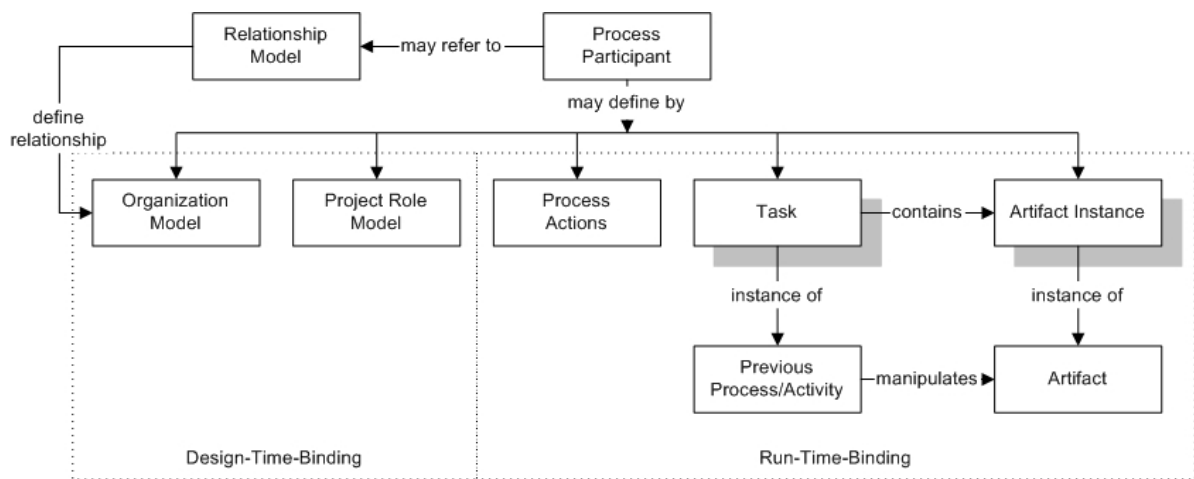 Relationship
Model
may refer to
Process
Participant
may define by
define
relationship
Organization
Model
Project Role
Model
Process
Actions
Task
contains
Artifact Instance
instance of
instance of
Previous
Process/Activity
manipulates
Artifact
Design-Time-Binding
Run-Time-Binding